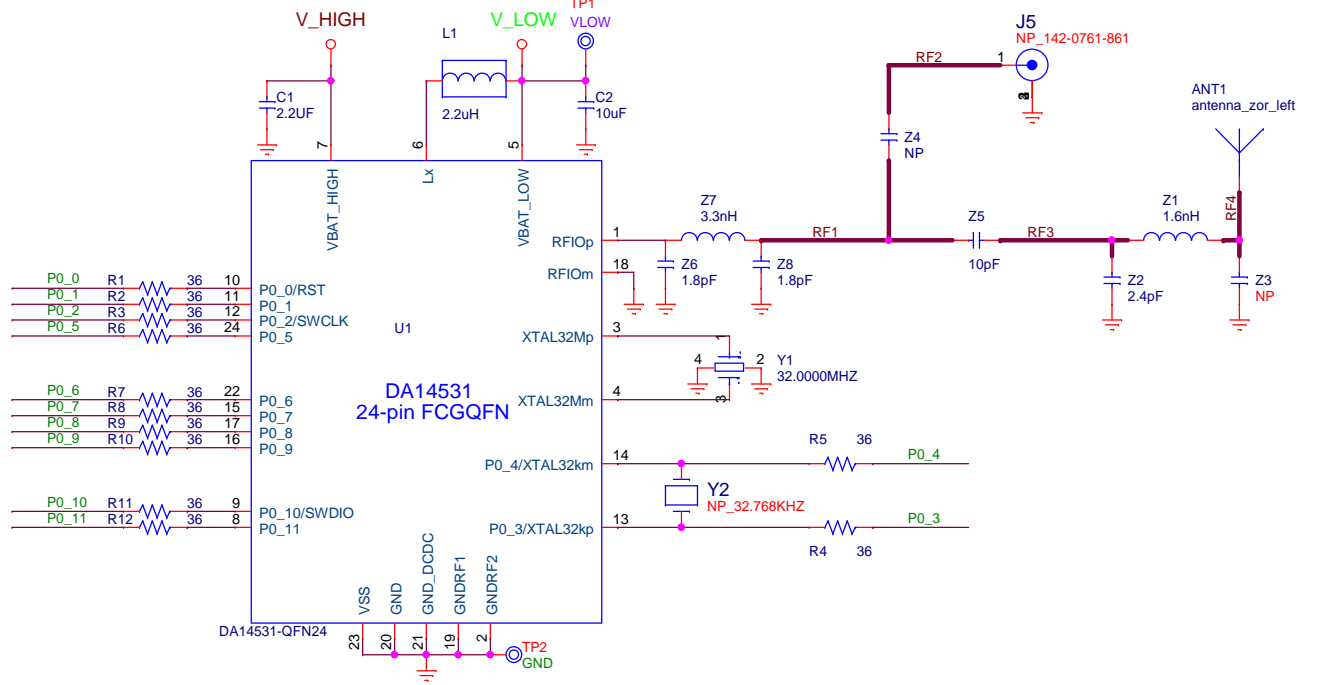 V_HIGH
V_LOW
TP1
VLOW
L1
2.2uH
C1
2.2UF
C2
10uF
J5
NP_142-0761-861
1
RF2
ANT1
antenna_zor_left
Z4
NP
7
6
5
VBAT_HIGH
Lx
VBAT_LOW
Z7
3.3nH
RF1
Z5
10pF
RF3
Z1
1.6nH
RF4
RFIOp
1
RFIOm
18
Z6
1.8pF
Z8
1.8pF
Z2
2.4pF
Z3
NP
P0_0 R1 36 10 P0_0/RST
P0_1 R2 36 11 P0_1
P0_2 R3 36 12 P0_2/SWCLK
P0_5 R6 36 24 P0_5
U1
XTAL32Mp
3
1
4
2
Y1
32.0000MHZ
XTAL32Mm
4
3
DA14531
24-pin FCGQFN
P0_6 R7 36 22 P0_6
P0_7 R8 36 15 P0_7
P0_8 R9 36 17 P0_8
P0_9 R10 36 16 P0_9
P0_4/XTAL32km
14
R5 36
P0_4
Y2
NP_32.768KHZ
P0_10 R11 36 9 P0_10/SWDIO
P0_11 R12 36 8 P0_11
P0_3/XTAL32kp
13
P0_3
R4 36
VSS
GND
GND_DCDC
GNDRF1
GNDRF2
DA14531-QFN24
23
20
21
19
2
TP2
GND